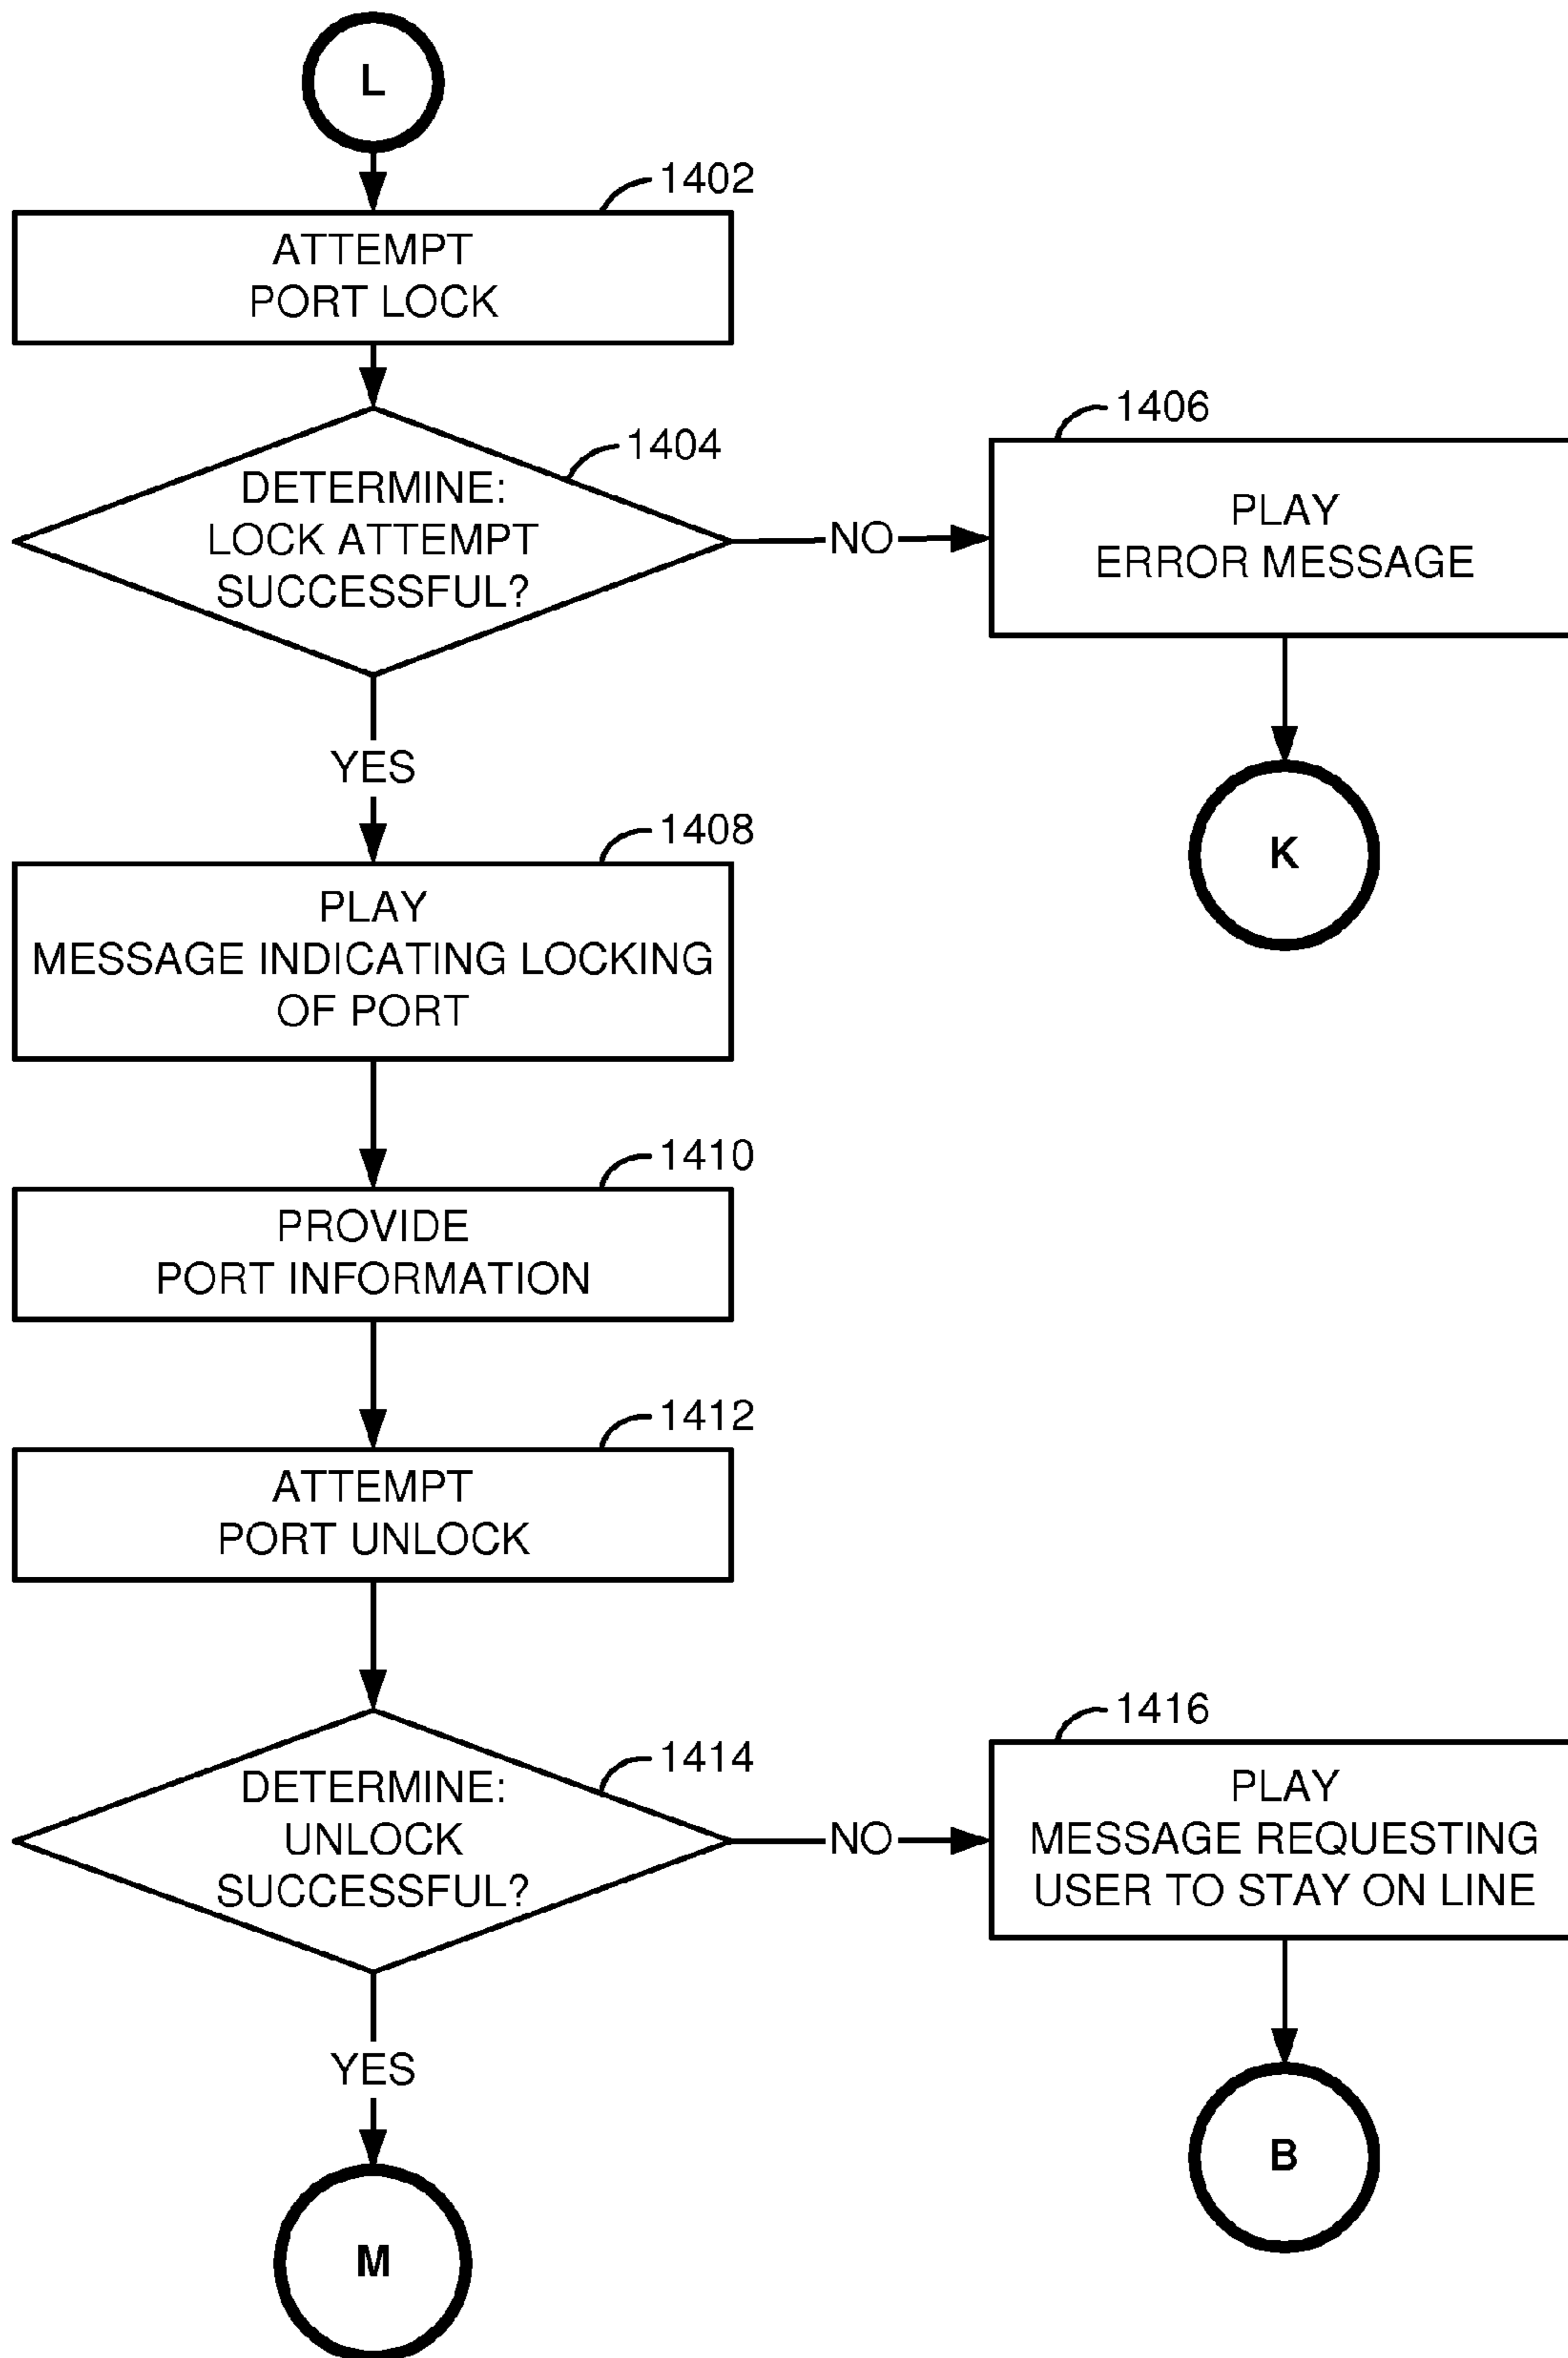 L
1402
ATTEMPT
PORT LOCK
1404
DETERMINE:
LOCK ATTEMPT
SUCCESSFUL?
NO
1406
PLAY
ERROR MESSAGE
K
YES
1408
PLAY
MESSAGE INDICATING LOCKING
OF PORT
1410
PROVIDE
PORT INFORMATION
1412
ATTEMPT
PORT UNLOCK
1414
DETERMINE:
UNLOCK
SUCCESSFUL?
NO
1416
PLAY
MESSAGE REQUESTING
USER TO STAY ON LINE
B
YES
M